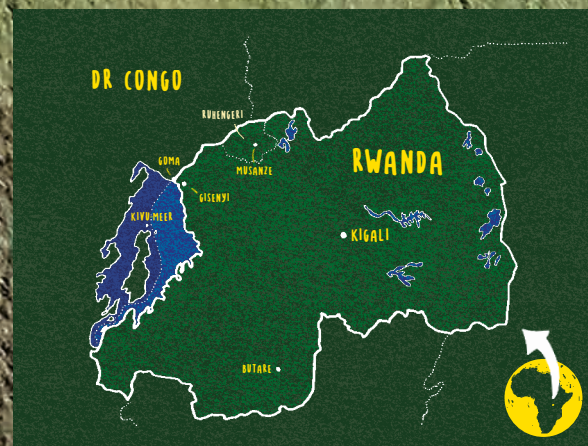 DR CONGO
RUHENGERI
RWANDA
GOMA
MUSANZE
GISENYI
KIVU-MEER
KIGALI
BUTARE